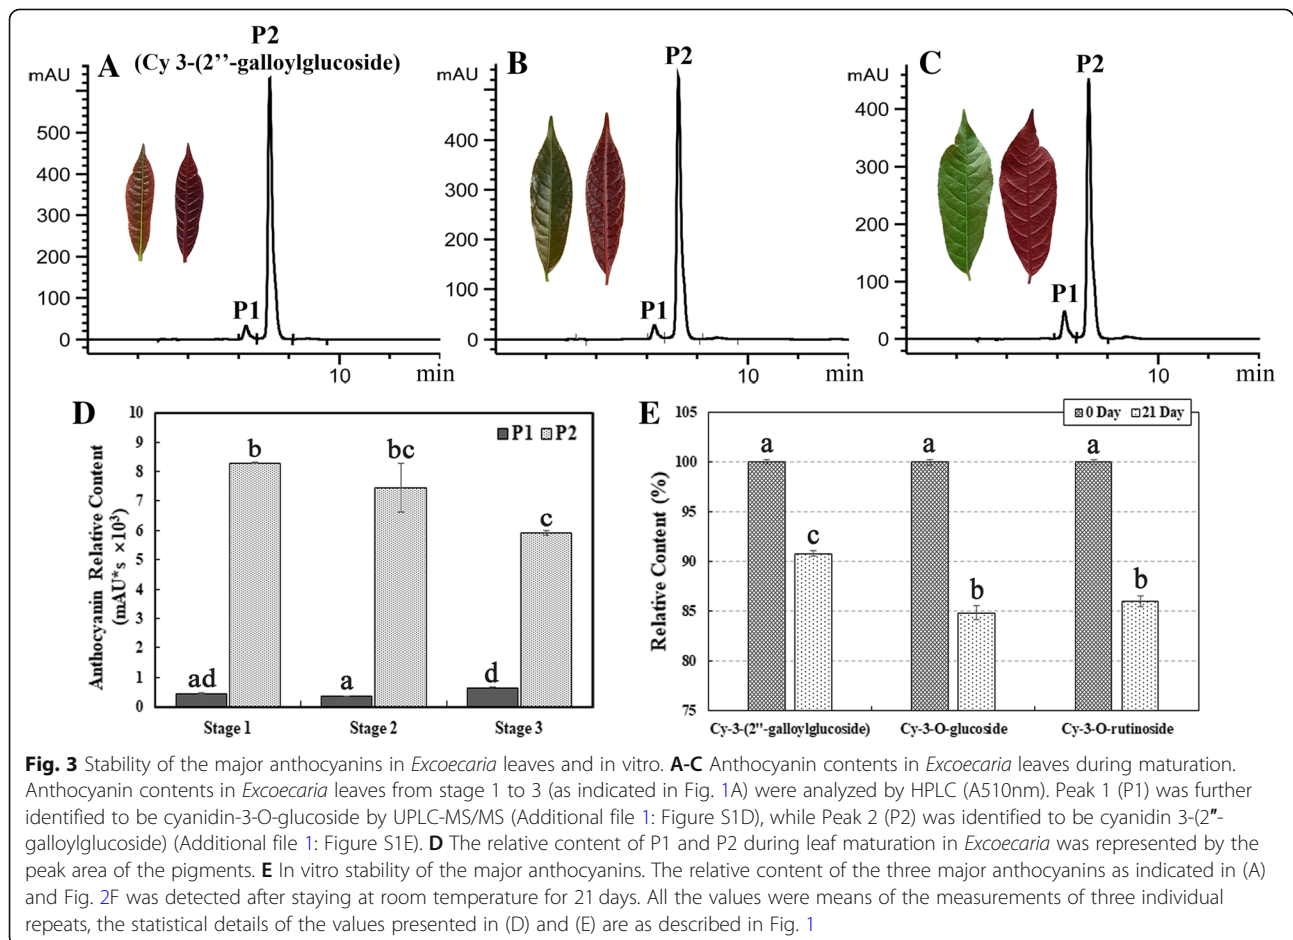 P2
(Cy 3-(2’’-galloylglucoside)
A
mAU
500
400
300
200
100
0
P1
10
min
B
mAU
P2
400
300
200
100
0
P1
10
min
C
mAU
P2
400
300
200
100
0
P1
10
min
D
Anthocyanin Relative Content
(mAU*s ×10³)
10
9
8
7
6
5
4
3
2
1
0
P1 P2
b
bc
c
ad
a
d
Stage 1 Stage 2 Stage 3
E
Relative Content (%)
105
100
95
90
85
80
75
0 Day 21 Day
a a a
c
b
b
Cy-3-(2''-galloylglucoside) Cy-3-O-glucoside Cy-3-O-rutinoside
Fig. 3 Stability of the major anthocyanins in Excoecaria leaves and in vitro. A-C Anthocyanin contents in Excoecaria leaves during maturation.
Anthocyanin contents in Excoecaria leaves from stage 1 to 3 (as indicated in Fig. 1A) were analyzed by HPLC (A510nm). Peak 1 (P1) was further
identified to be cyanidin-3-O-glucoside by UPLC-MS/MS (Additional file 1: Figure S1D), while Peak 2 (P2) was identified to be cyanidin 3-(2″-
galloylglucoside) (Additional file 1: Figure S1E). D The relative content of P1 and P2 during leaf maturation in Excoecaria was represented by the
peak area of the pigments. E In vitro stability of the major anthocyanins. The relative content of the three major anthocyanins as indicated in (A)
and Fig. 2F was detected after staying at room temperature for 21 days. All the values were means of the measurements of three individual
repeats, the statistical details of the values presented in (D) and (E) are as described in Fig. 1